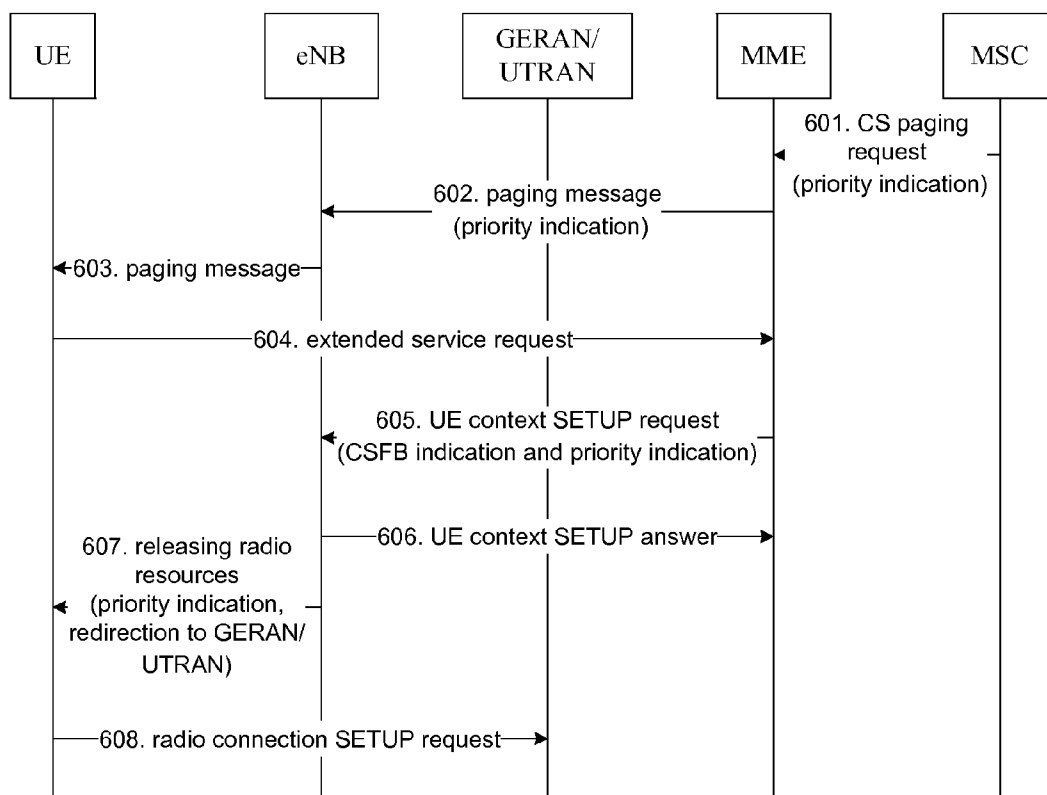 UE
eNB
GERAN/
UTRAN
MME
MSC
601. CS paging
request
(priority indication)
602. paging message
(priority indication)
603. paging message
604. extended service request
605. UE context SETUP request
(CSFB indication and priority indication)
606. UE context SETUP answer
607. releasing radio
resources
(priority indication,
redirection to GERAN/
UTRAN)
608. radio connection SETUP request